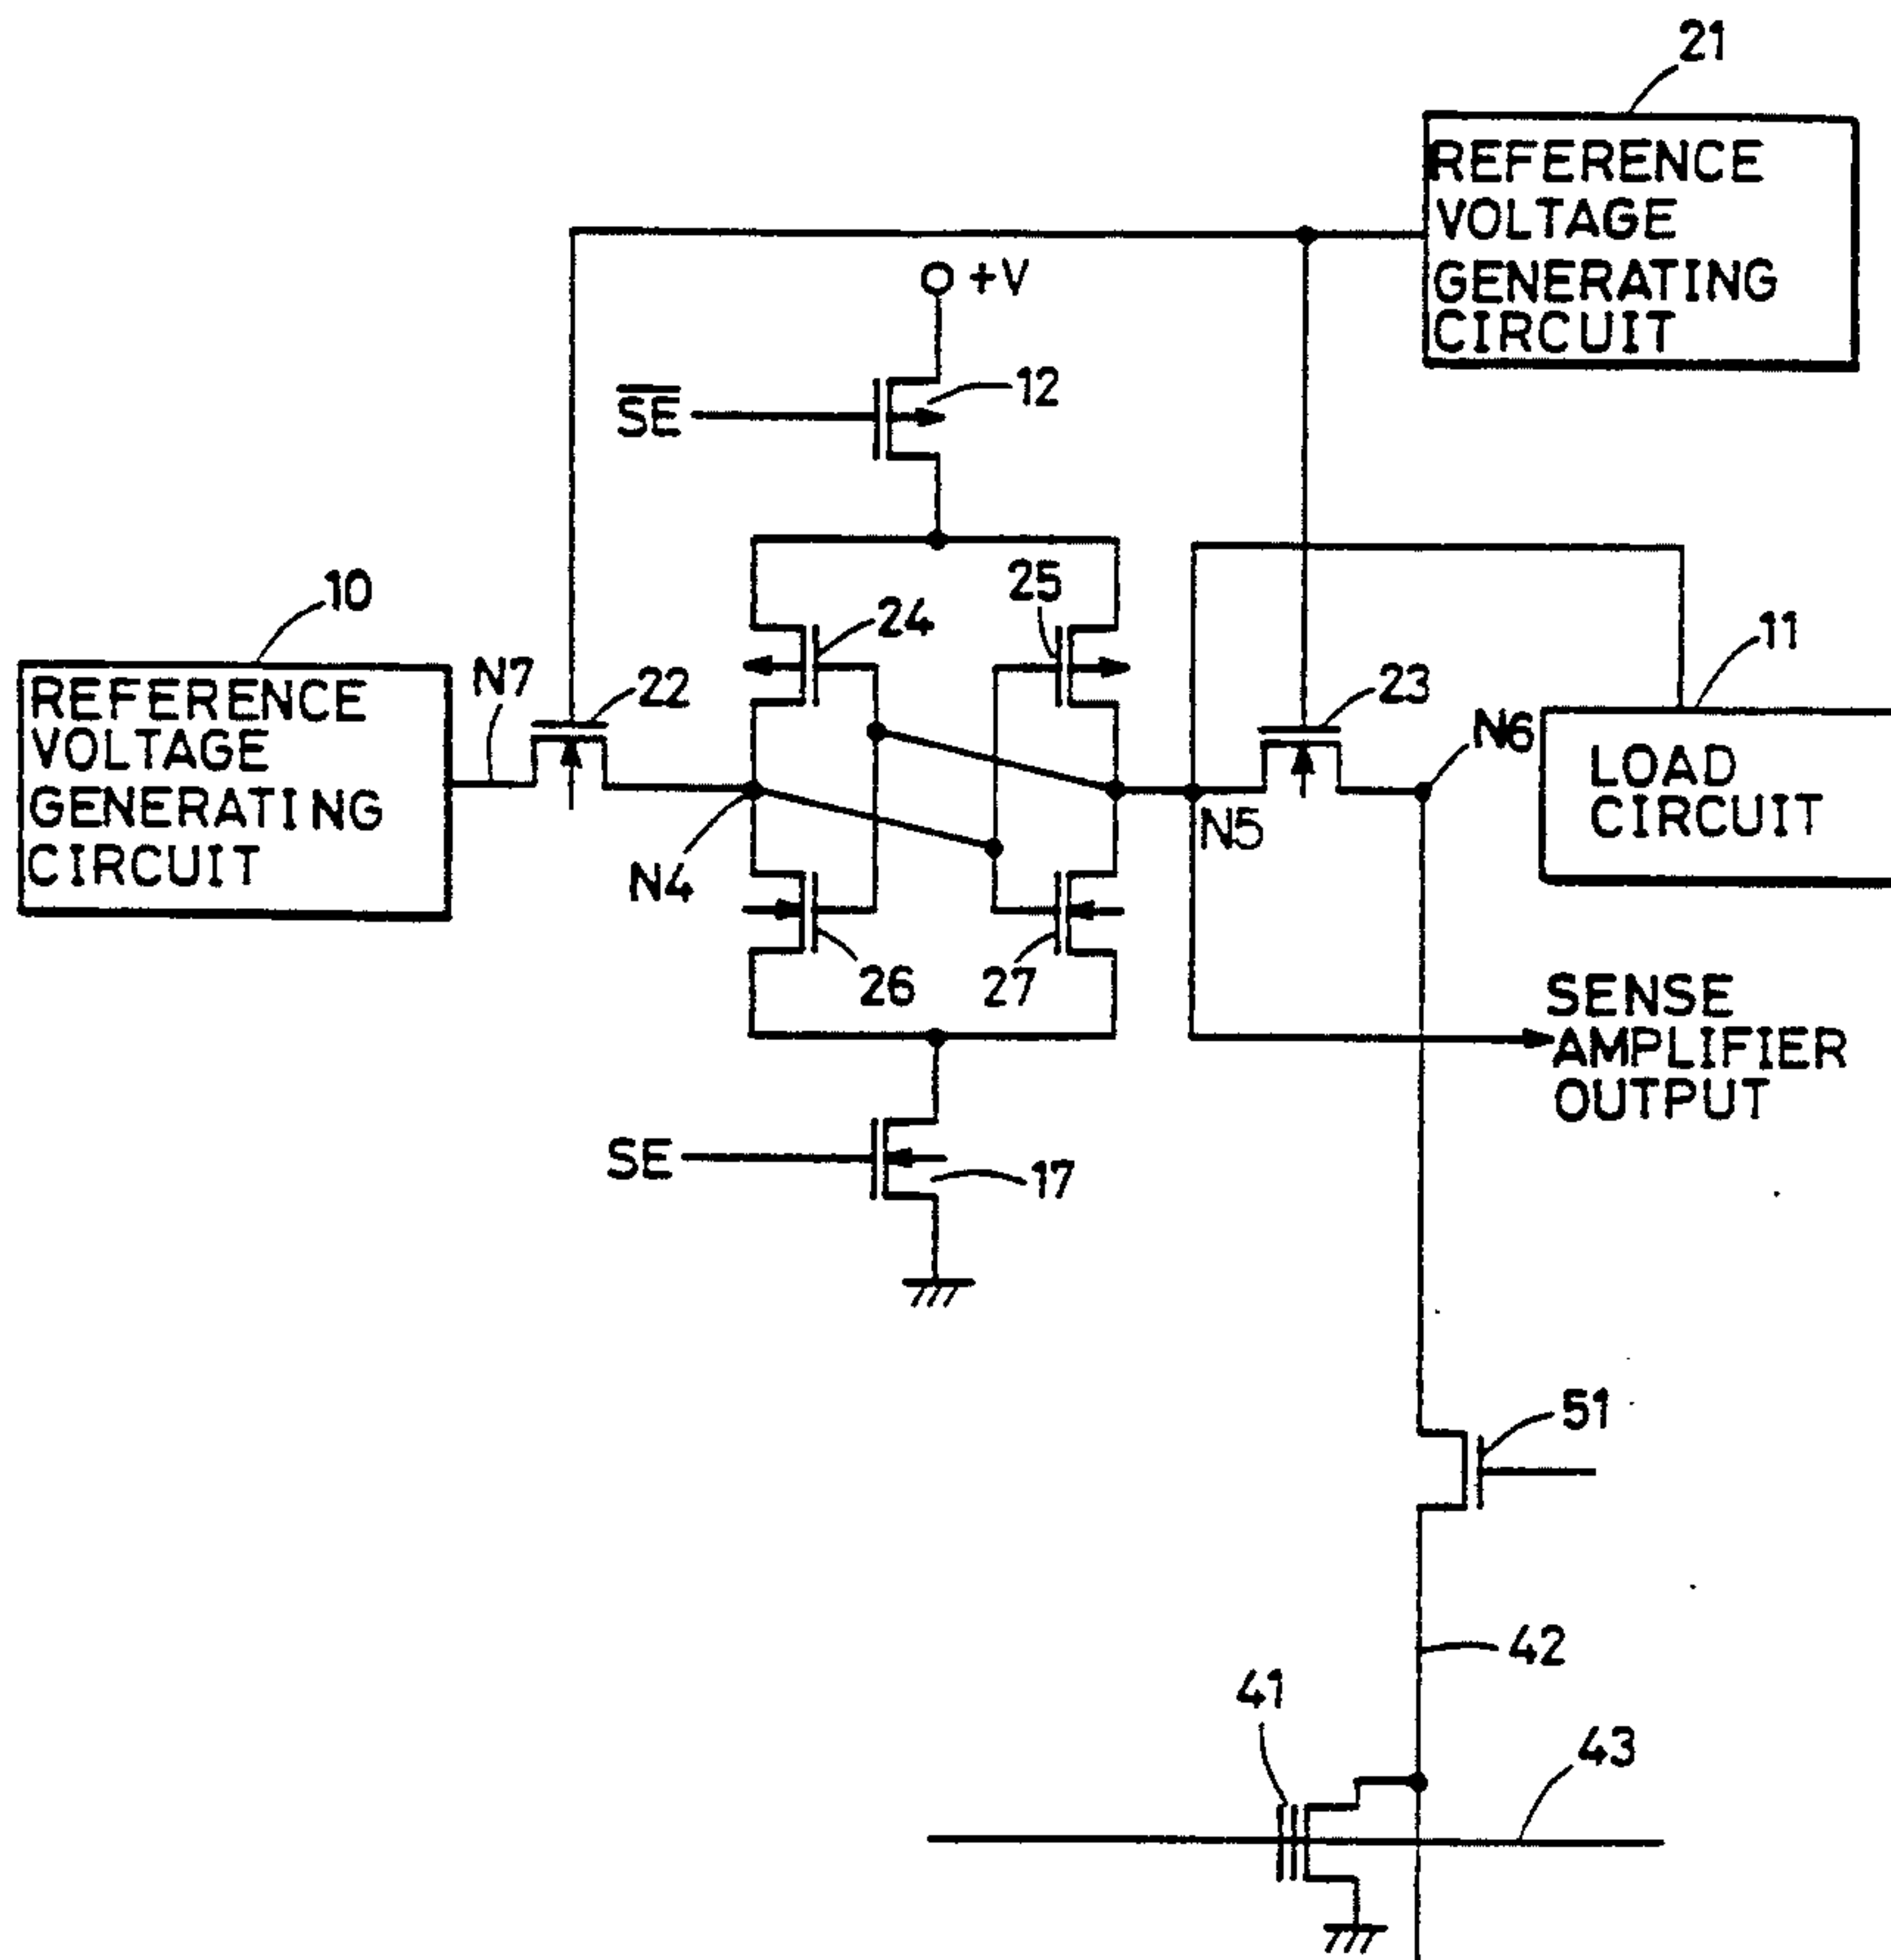 21
REFERENCE
VOLTAGE
GENERATING
CIRCUIT
+V
12
S̅E̅
10
24
25
11
REFERENCE
VOLTAGE
GENERATING
CIRCUIT
N7
22
23
N6
LOAD
CIRCUIT
N4
N5
26
27
SENSE
AMPLIFIER
OUTPUT
SE
17
51
42
41
43